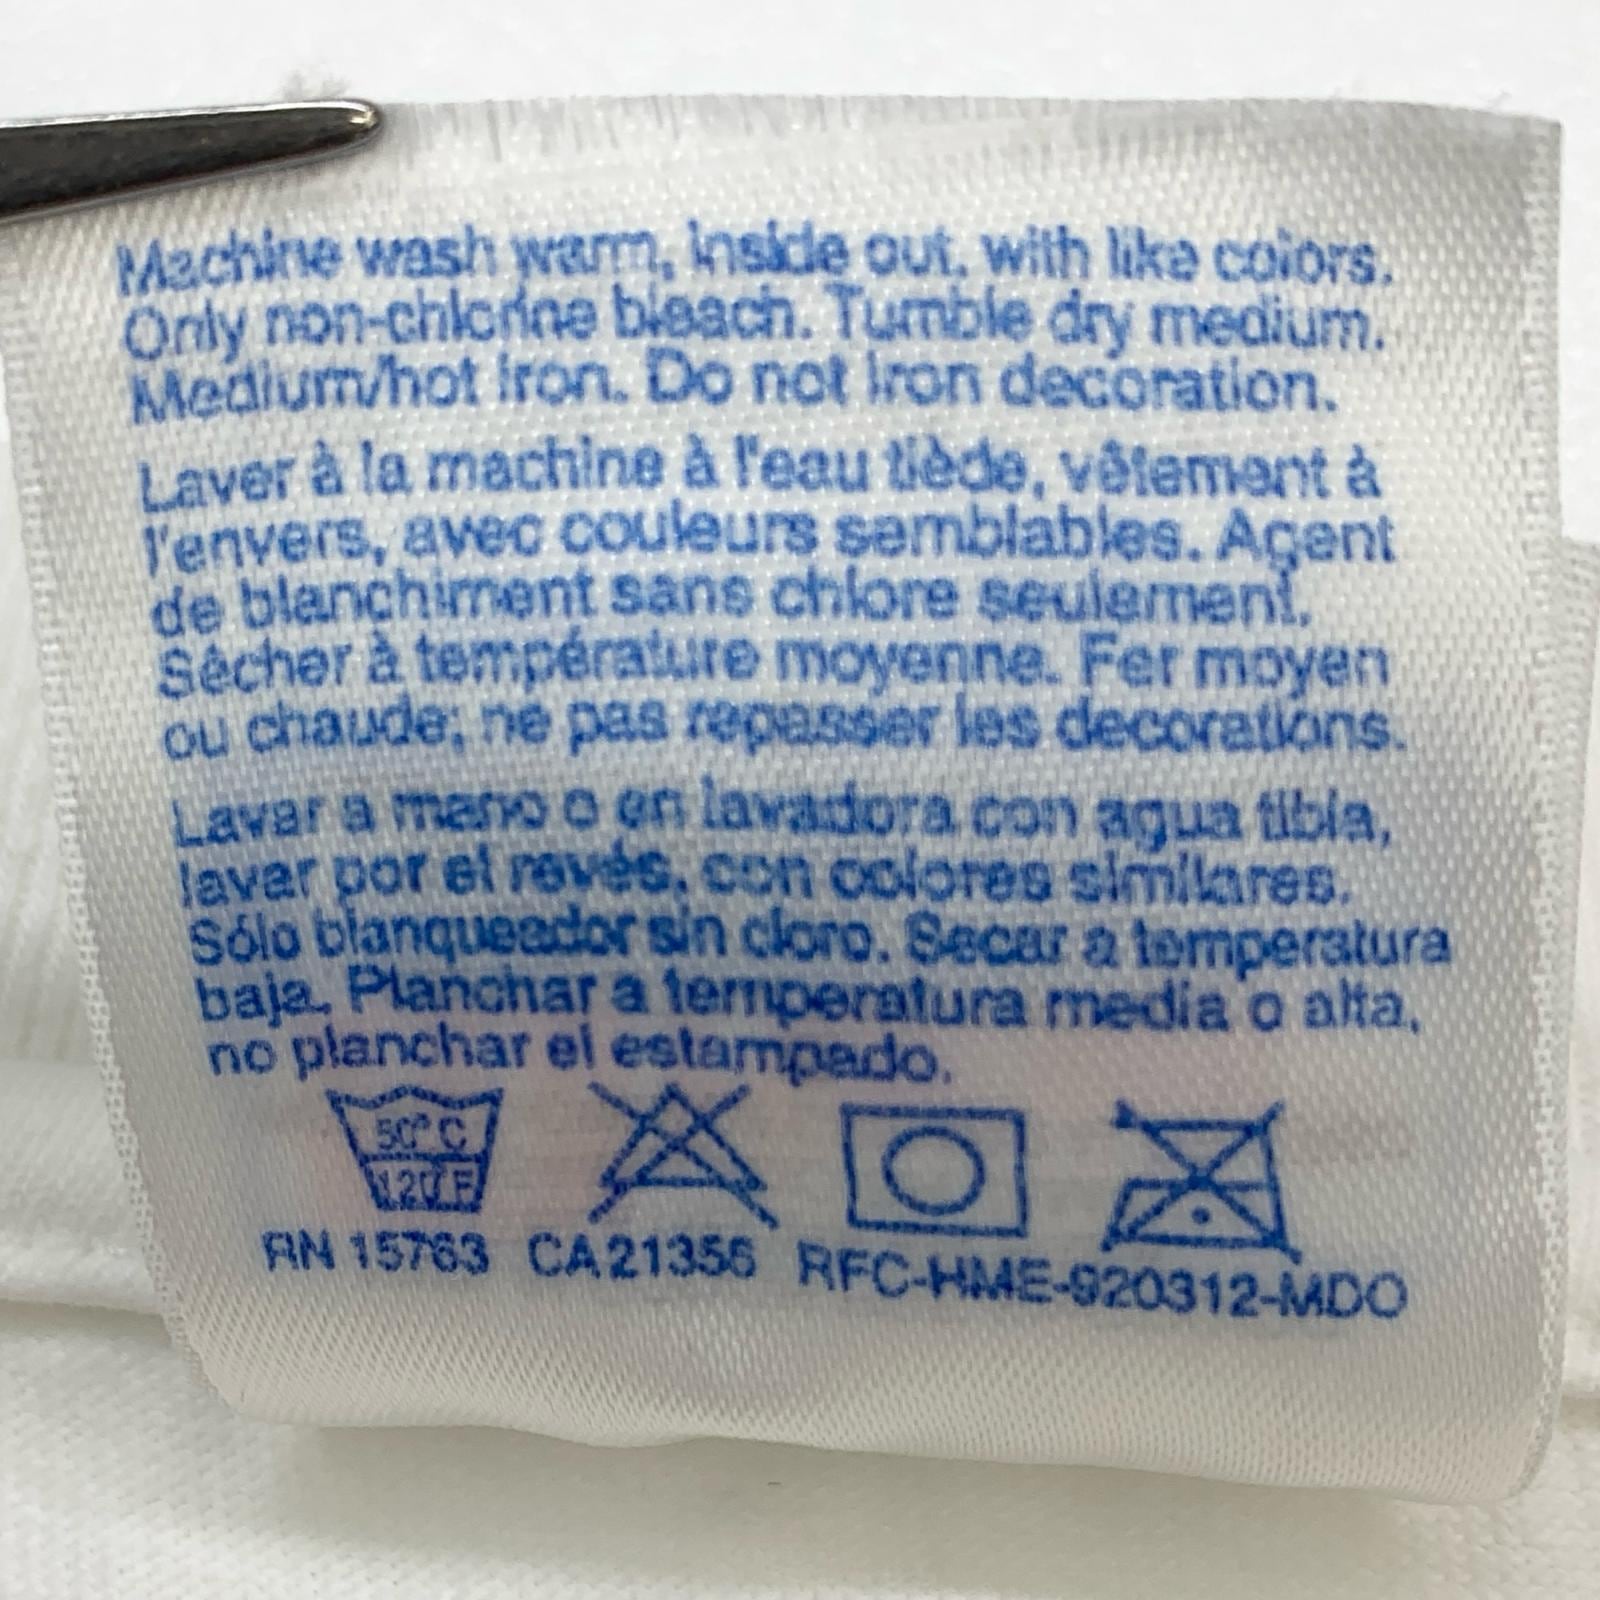 Machine wash warm, inside out, with like colors.
Only non-chlorine bleach. Tumble dry medium.
Medium/hot iron. Do not iron decoration.
Laver à la machine à l'eau tiède, vêtement à
l'envers, avec couleurs semblables. Agent
de blanchiment sans chlore seulement.
Sécher à température moyenne. Fer moyen
ou chaude; ne pas repasser les decorations.
Lavar a mano o en lavadora con agua tibia,
lavar por el revés, con colores similares.
Sólo blanqueador sin cloro. Secar a temperatura
baja. Planchar a temperatura media o alta,
no planchar el estampado.
50° C
120° F
RN 15763 CA 21356 RFC-HME-920312-MDO